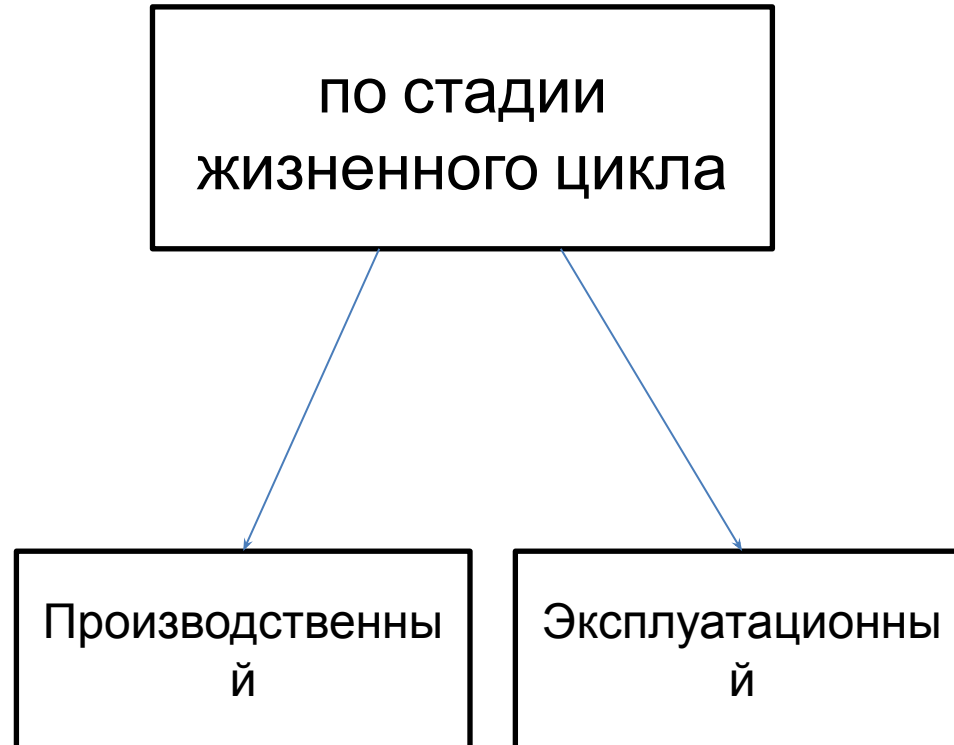 по стадии
жизненного цикла
Производственны
й
Эксплуатационны
й